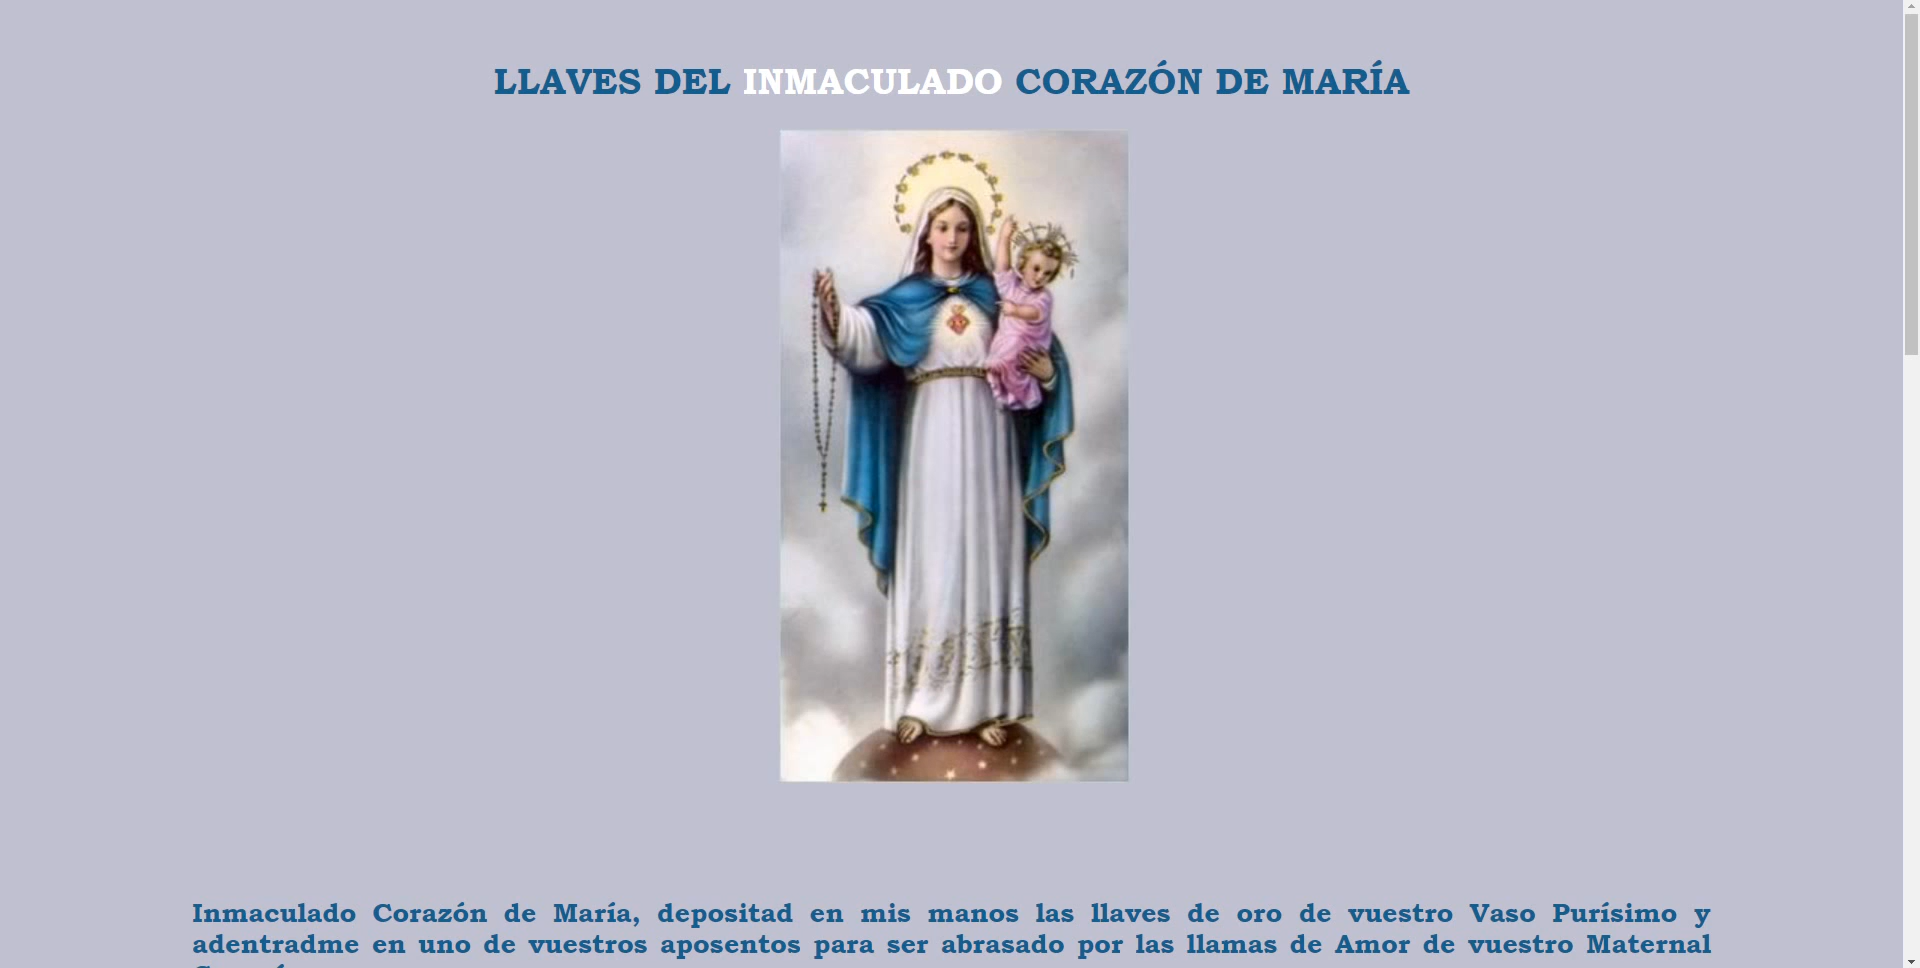 LLAVES DEL INMACULADO CORAZÓN DE MARÍA
Inmaculado Corazón de María, depositad en mis manos las llaves de oro de vuestro Vaso Purísimo y
adentradme en uno de vuestros aposentos para ser abrasado por las llamas de Amor de vuestro Maternal